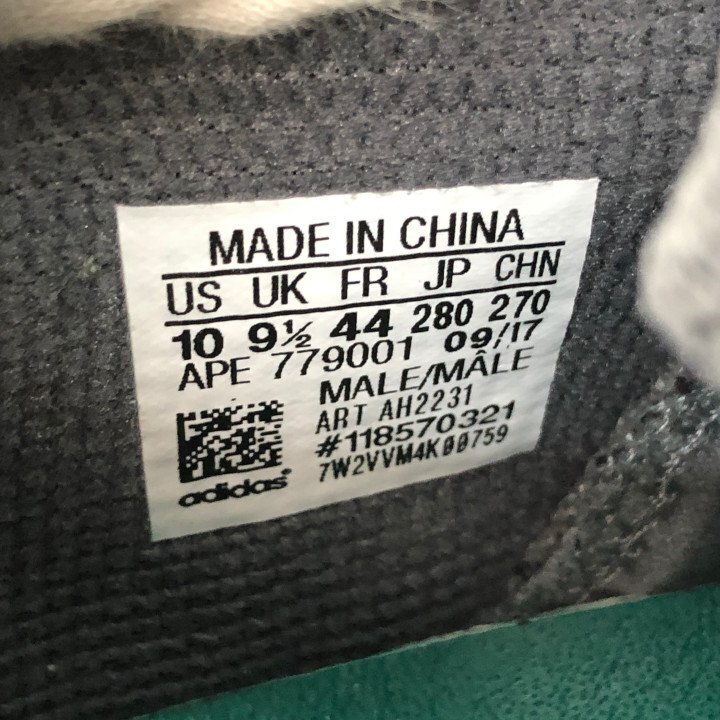 MADE IN CHINA
US UK FR JP CHN
10 9½ 44 280 270
APE 779001 09/17
MALE/MÂLE
ART AH2231
#118570321
7W2VVM4K00759
adidas®